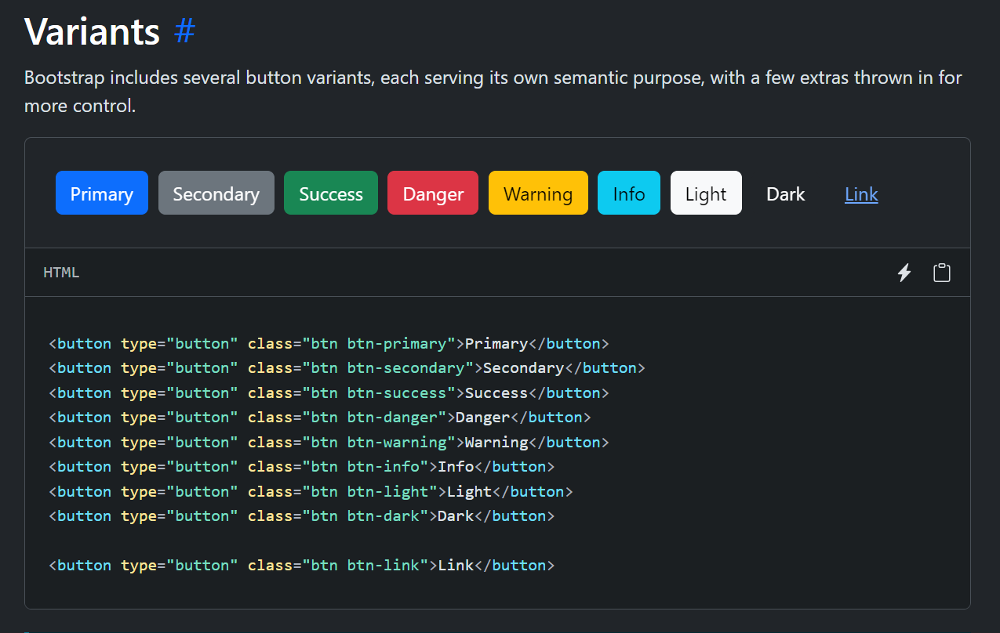 Variants #
Bootstrap includes several button variants, each serving its own semantic purpose, with a few extras thrown in for
more control.
Primary Secondary Success Danger Warning Info Light Dark Link
HTML
<button type="button" class="btn btn-primary">Primary</button>
<button type="button" class="btn btn-secondary">Secondary</button>
<button type="button" class="btn btn-success">Success</button>
<button type="button" class="btn btn-danger">Danger</button>
<button type="button" class="btn btn-warning">Warning</button>
<button type="button" class="btn btn-info">Info</button>
<button type="button" class="btn btn-light">Light</button>
<button type="button" class="btn btn-dark">Dark</button>
<button type="button" class="btn btn-link">Link</button>